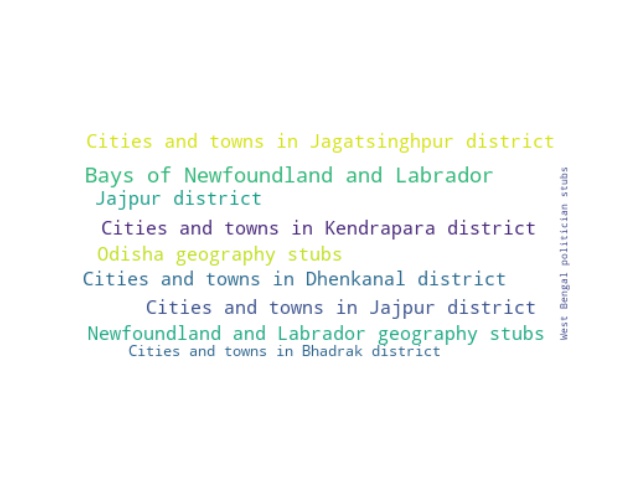 Cities and towns in Jagatsinghpur district
Bays of Newfoundland and Labrador
Jajpur district
Cities and towns in Kendrapara district
Odisha geography stubs
Cities and towns in Dhenkanal district
Cities and towns in Jajpur district
Newfoundland and Labrador geography stubs
Cities and towns in Bhadrak district
West Bengal politician stubs